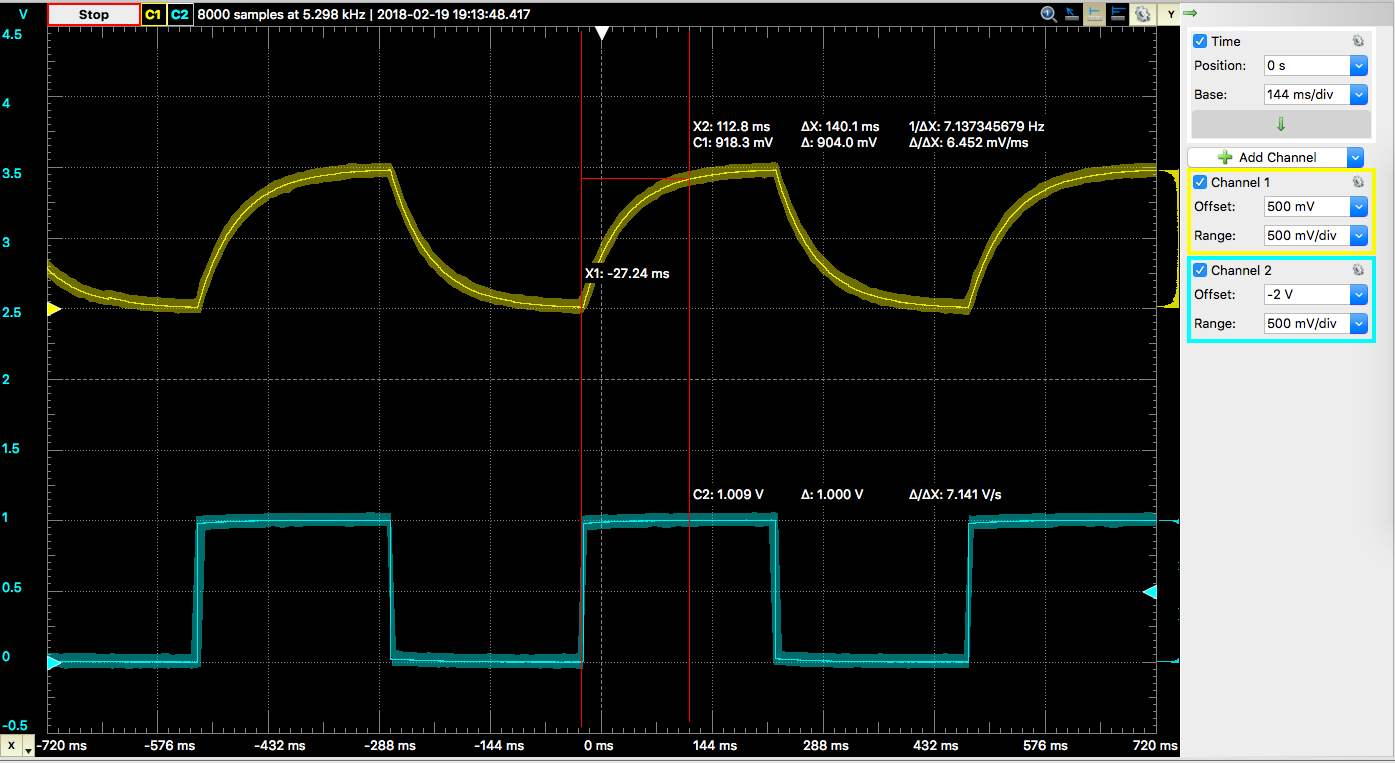 V
Stop C1 C2 8000 samples at 5.298 kHz | 2018-02-19 19:13:48.417 Y
4.5
4
3.5
3
2.5
2
1.5
1
0.5
0
-0.5
X2: 112.8 ms ΔX: 140.1 ms 1/ΔX: 7.137345679 Hz
C1: 918.3 mV Δ: 904.0 mV Δ/ΔX: 6.452 mV/ms
X1: -27.24 ms
C2: 1.009 V Δ: 1.000 V Δ/ΔX: 7.141 V/s
X -720 ms -576 ms -432 ms -288 ms -144 ms 0 ms 144 ms 288 ms 432 ms 576 ms 720 ms
Time
Position: 0 s
Base: 144 ms/div
Add Channel
Channel 1
Offset: 500 mV
Range: 500 mV/div
Channel 2
Offset: -2 V
Range: 500 mV/div